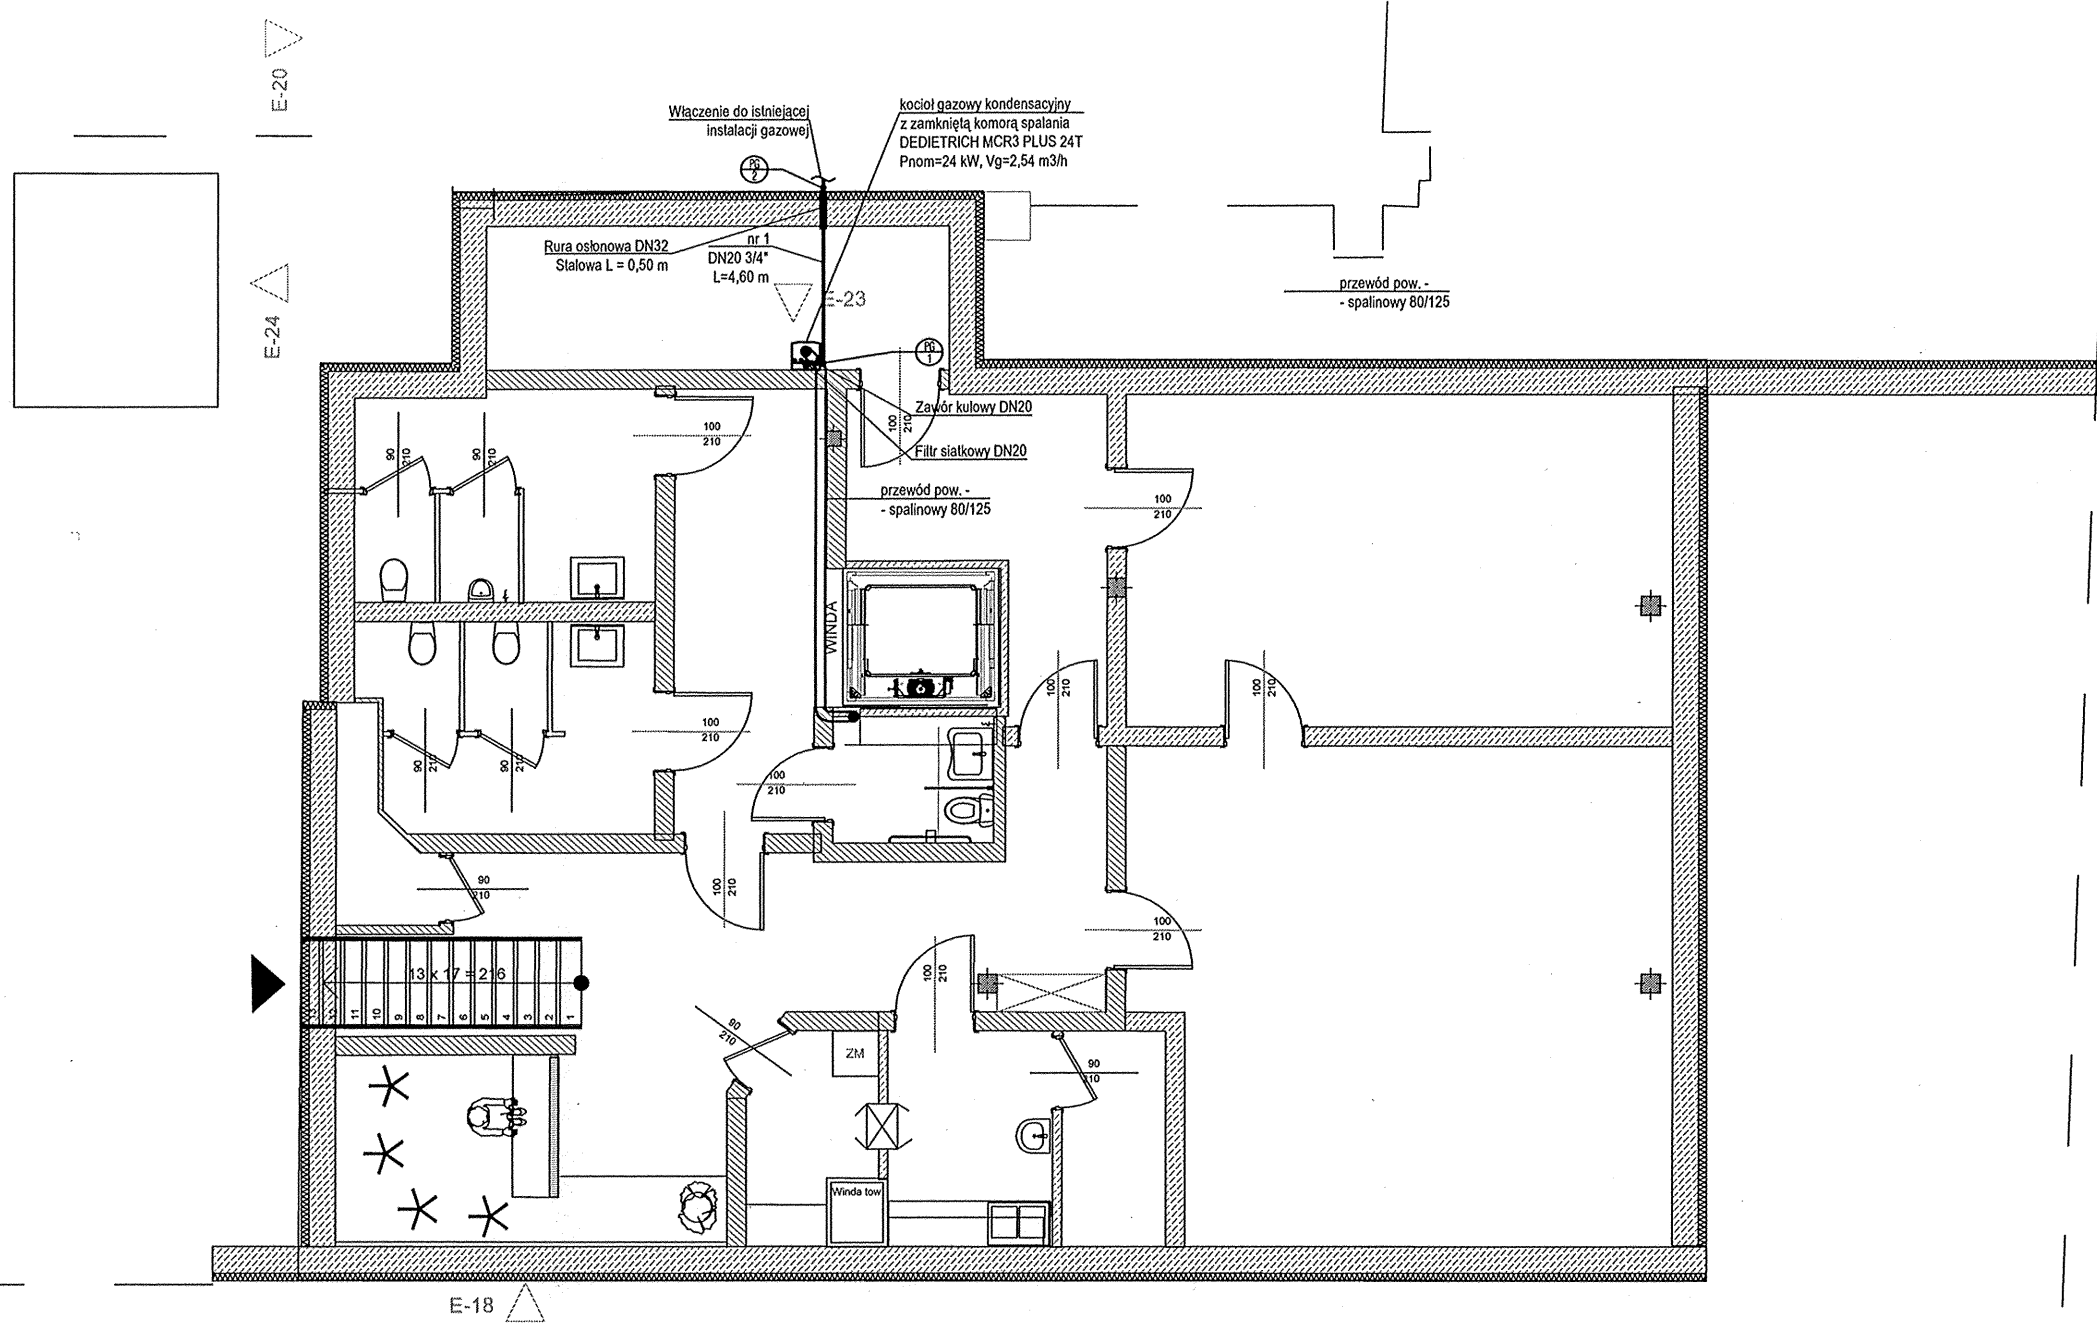 E-20
Włączenie do istniejącej
instalacji gazowej
kocioł gazowy kondensacyjny
z zamkniętą komorą spalania
DEDIETRICH MCR3 PLUS 24T
Pnom=24 kW, Vg=2,54 m3/h
PG
2
Rura osłonowa DN32
Stalowa L = 0,50 m
nr 1
DN20 3/4"
L=4,60 m
E-23
E-24
przewód pow. -
- spalinowy 80/125
PG
1
Zawór kulowy DN20
Filtr siatkowy DN20
przewód pow. -
- spalinowy 80/125
100
210
100
210
90
210
90
210
100
210
WINDA
100
210
100
210
100
210
90
210
90
210
100
210
100
210
90
210
100
210
100
210
13 x 17 = 216
13 12 11 10 9 8 7 6 5 4 3 2 1
90
210
ZM
90
210
Winda tow
E-18